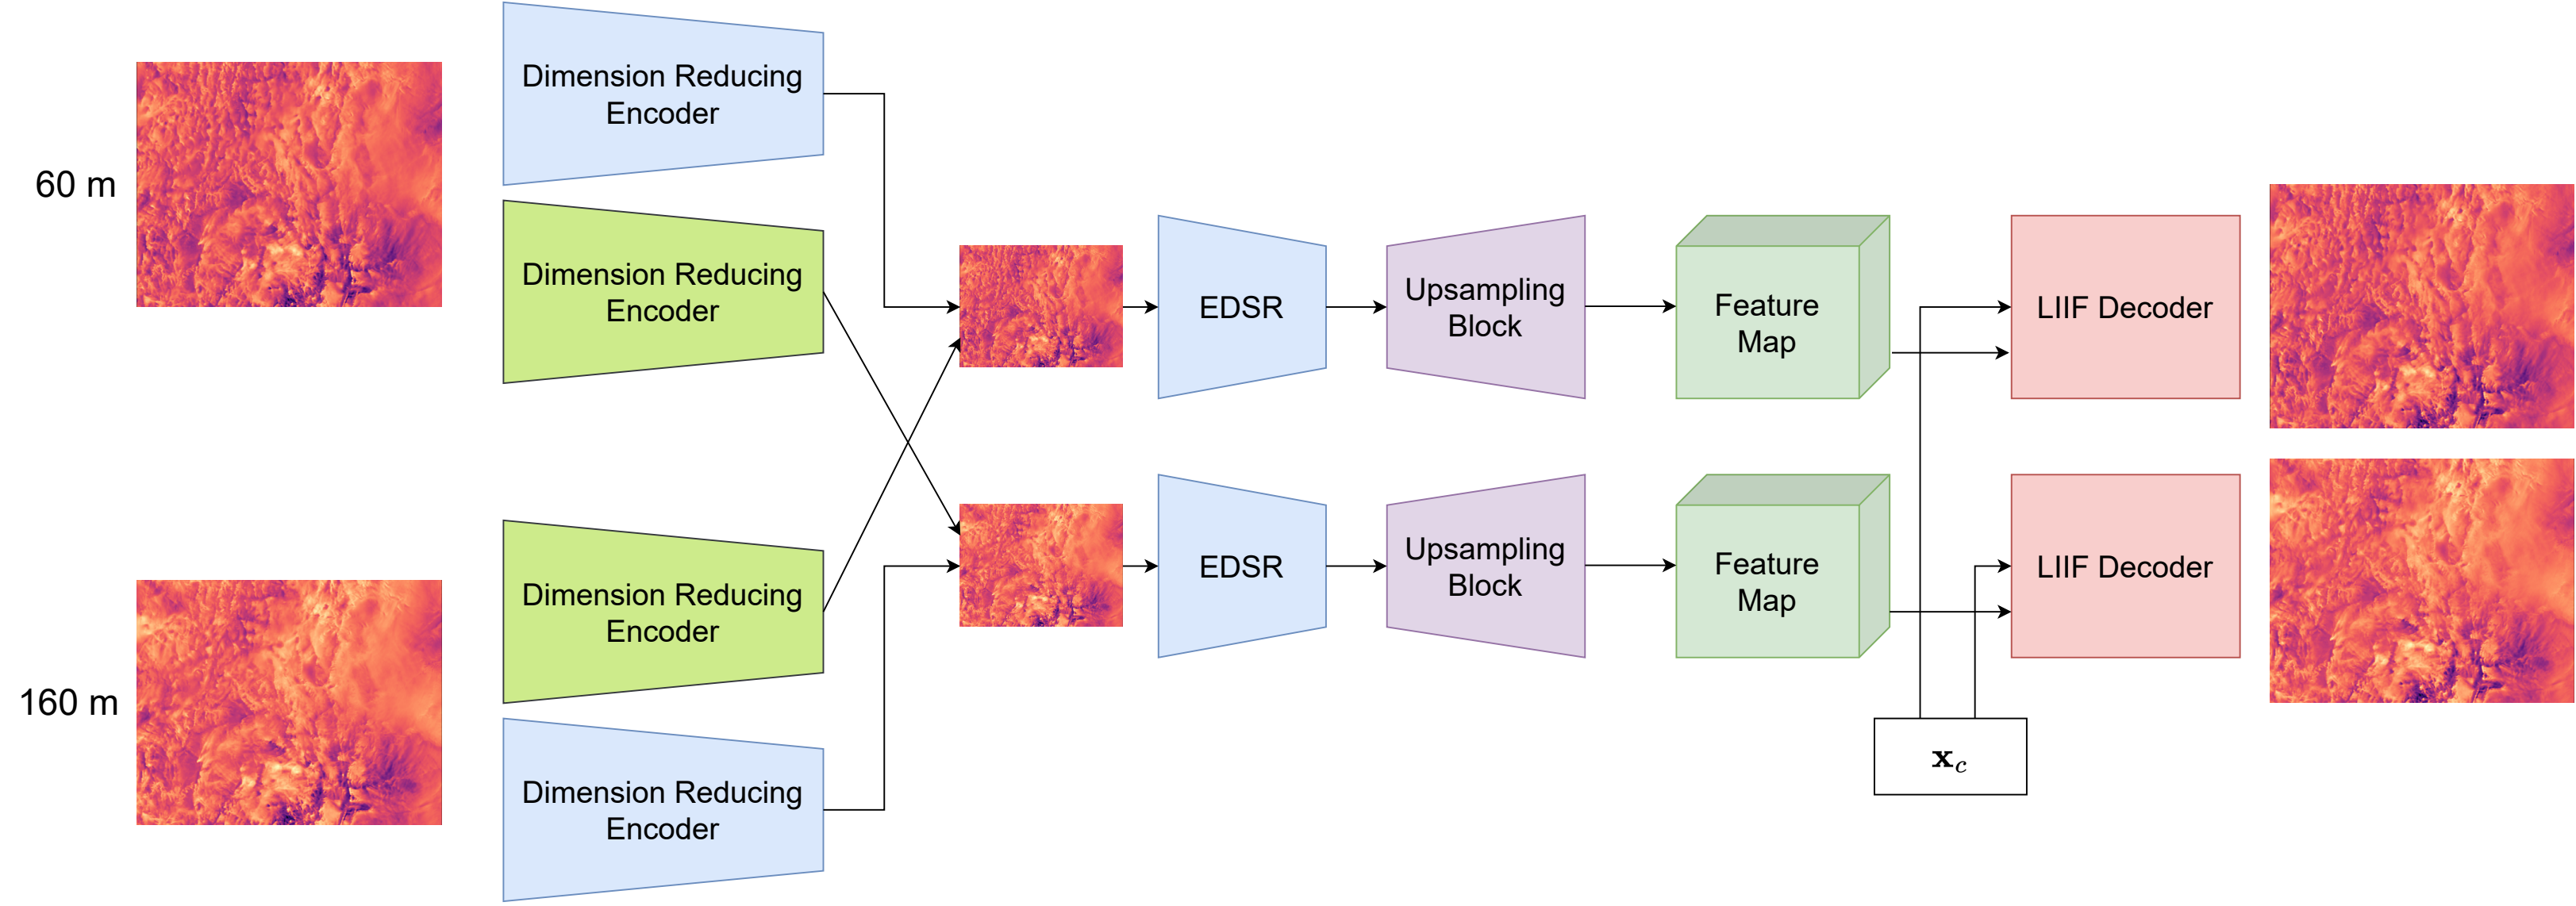 60 m
160 m
Dimension Reducing
Encoder
Dimension Reducing
Encoder
Dimension Reducing
Encoder
Dimension Reducing
Encoder
EDSR
Upsampling
Block
Feature
Map
LIIF Decoder
EDSR
Upsampling
Block
Feature
Map
LIIF Decoder
x_c